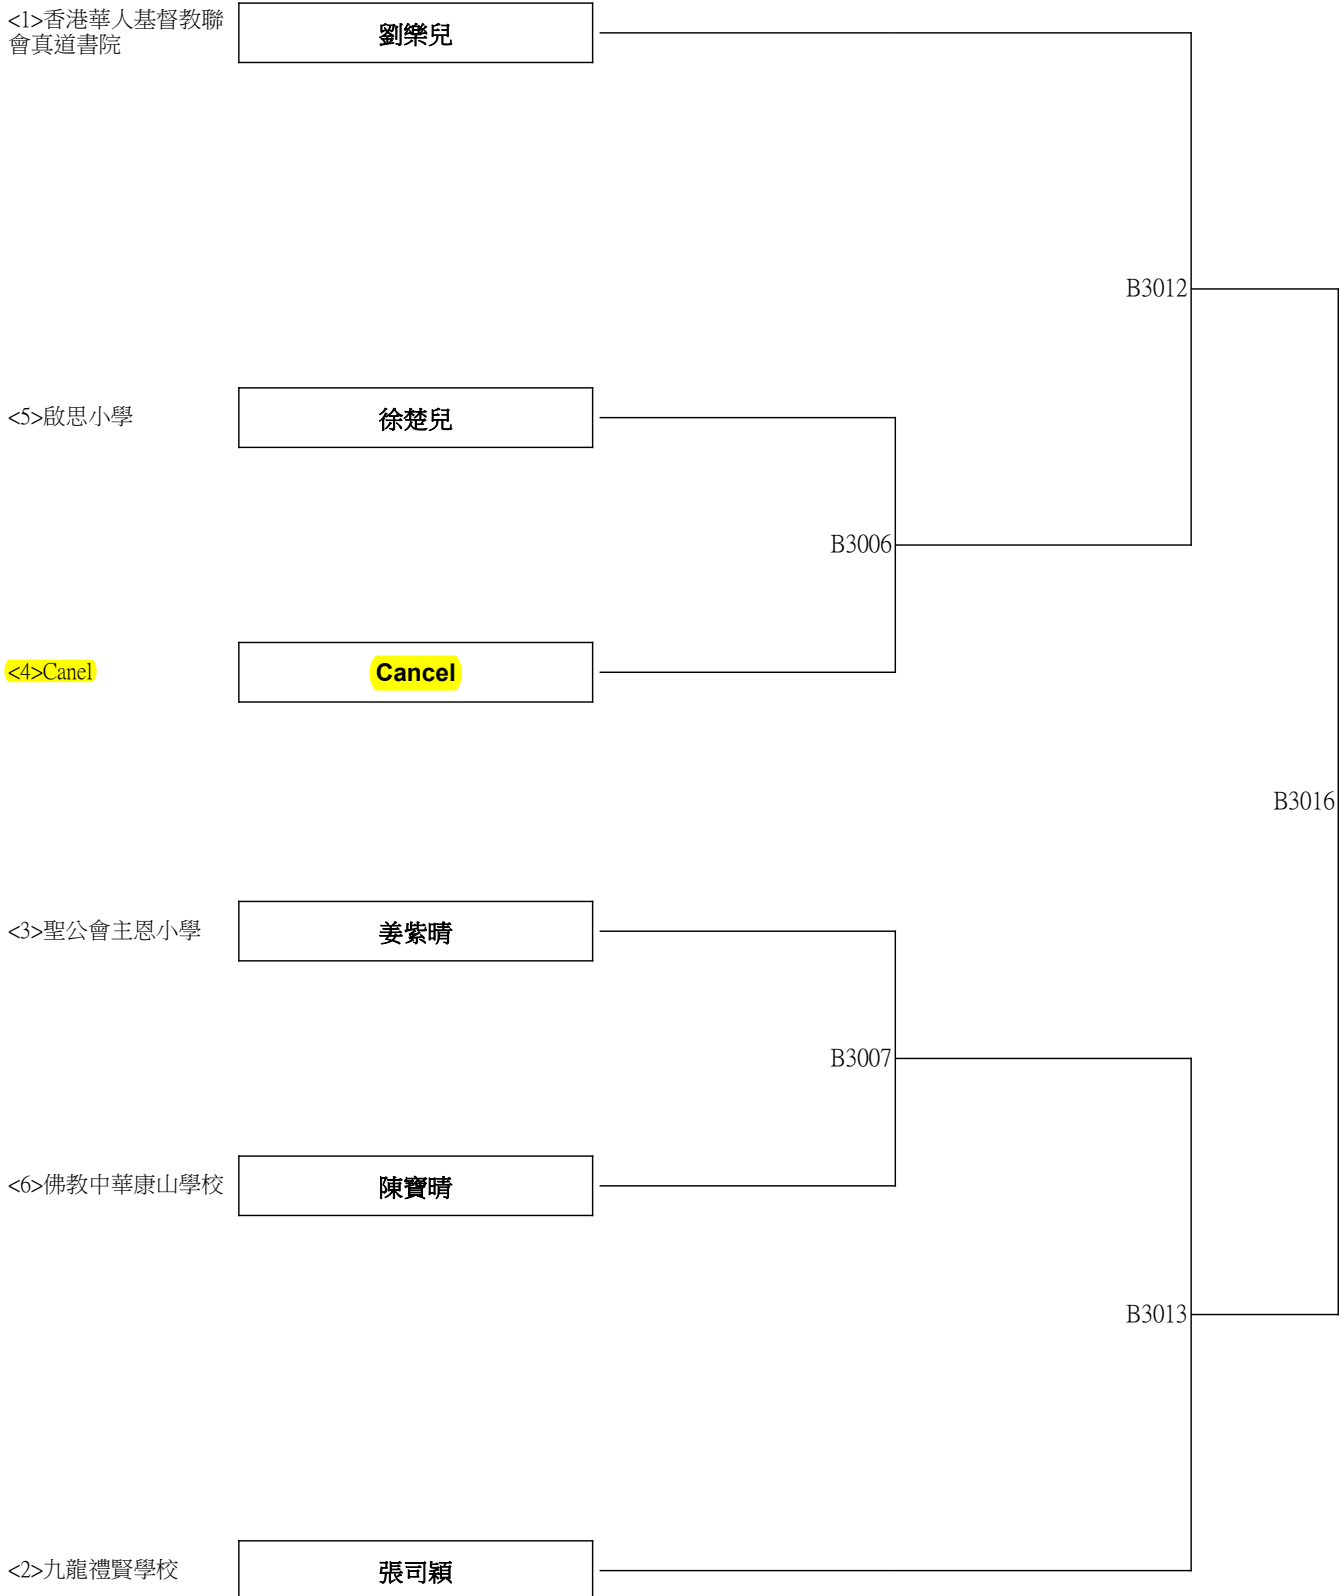 <1>香港華人基督教聯
會真道書院
劉樂兒
B3012
<5>啟思小學
徐楚兒
B3006
<4>Canel
Cancel
B3016
<3>聖公會主恩小學
姜紫晴
B3007
<6>佛教中華康山學校
陳寶晴
B3013
<2>九龍禮賢學校
張司穎